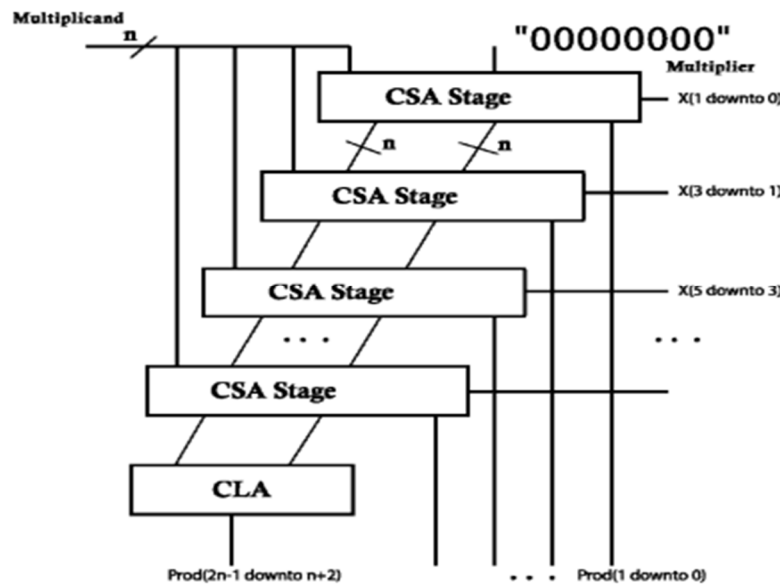 Multiplicand
n
"00000000"
Multiplier
CSA Stage
X(1 downto 0)
n
n
CSA Stage
X(3 downto 1)
CSA Stage
X(5 downto 3)
. . .
. . .
CSA Stage
CLA
Prod(2n-1 downto n+2)
. . .
Prod(1 downto 0)